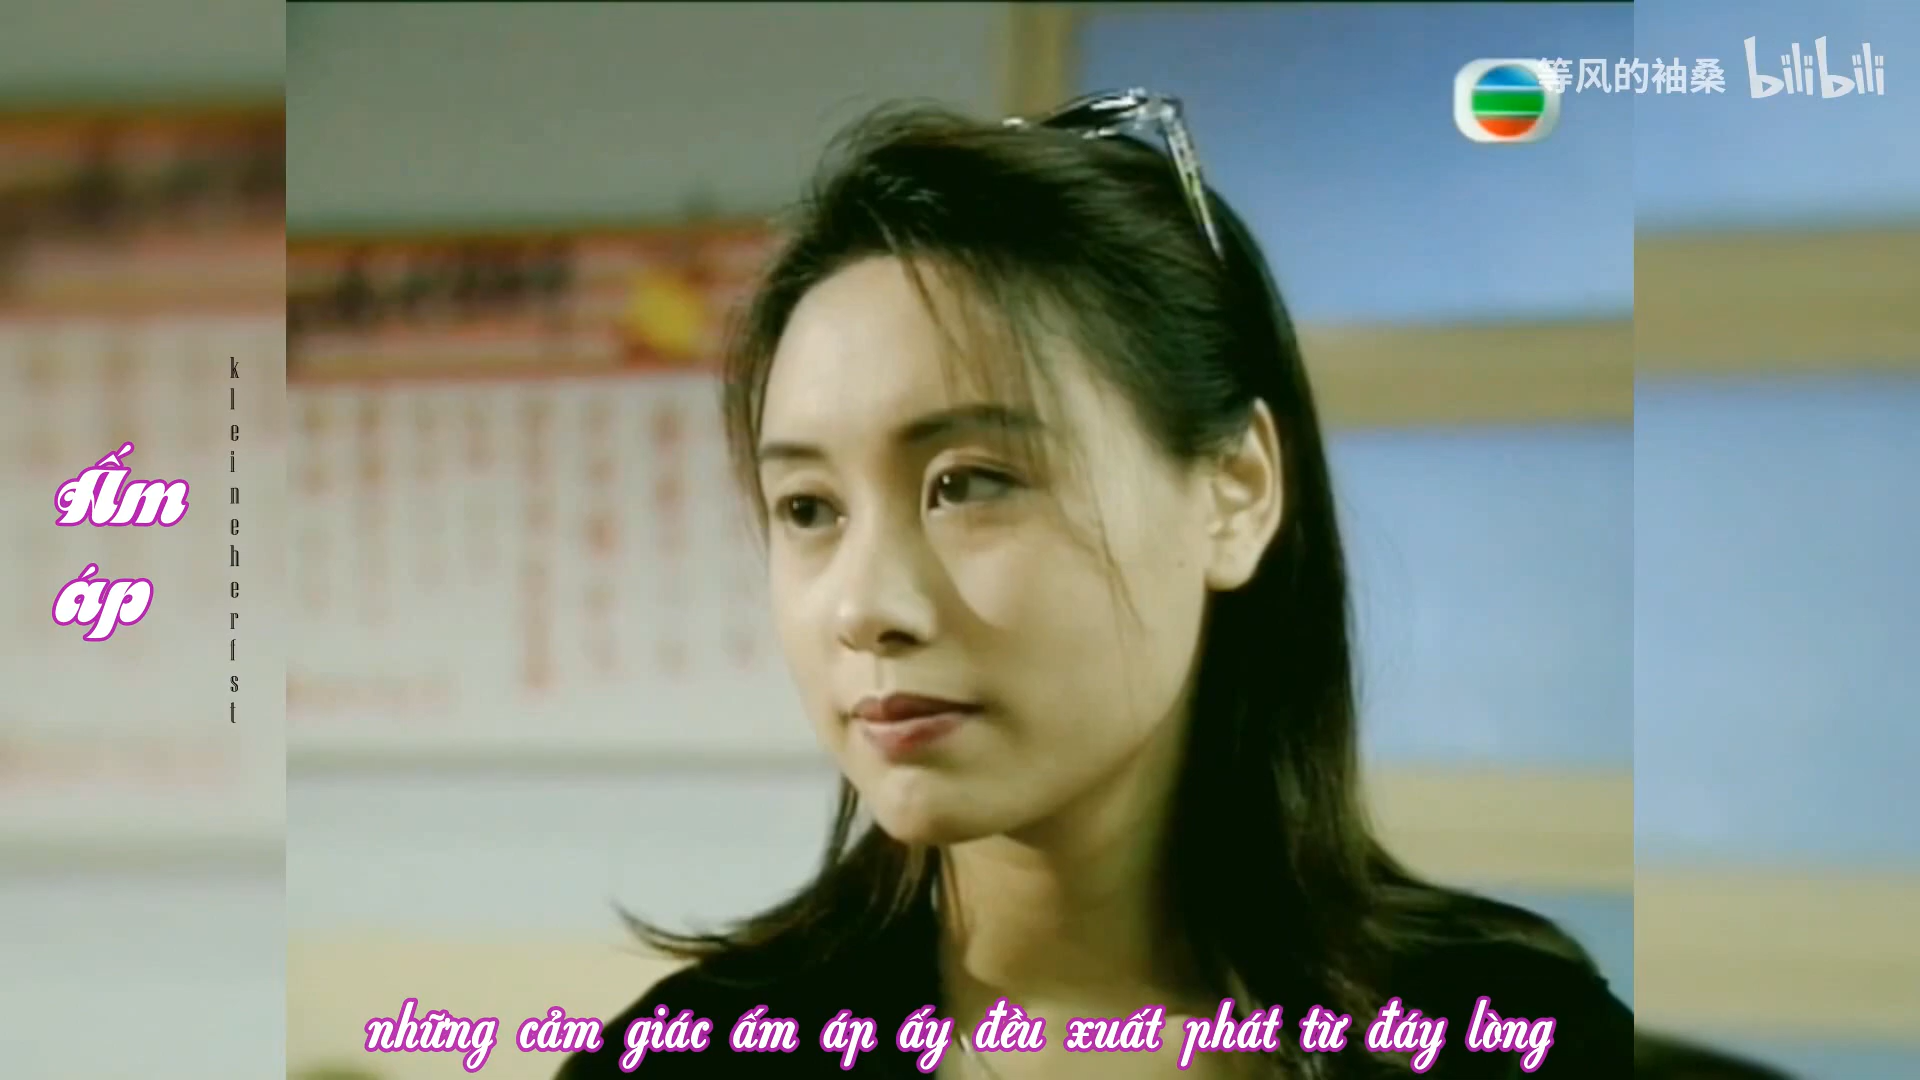 等风的袖桑 bilibili
Ấm
áp
kleineherfst
những cảm giác ấm áp ấy đều xuất phát từ đáy lòng